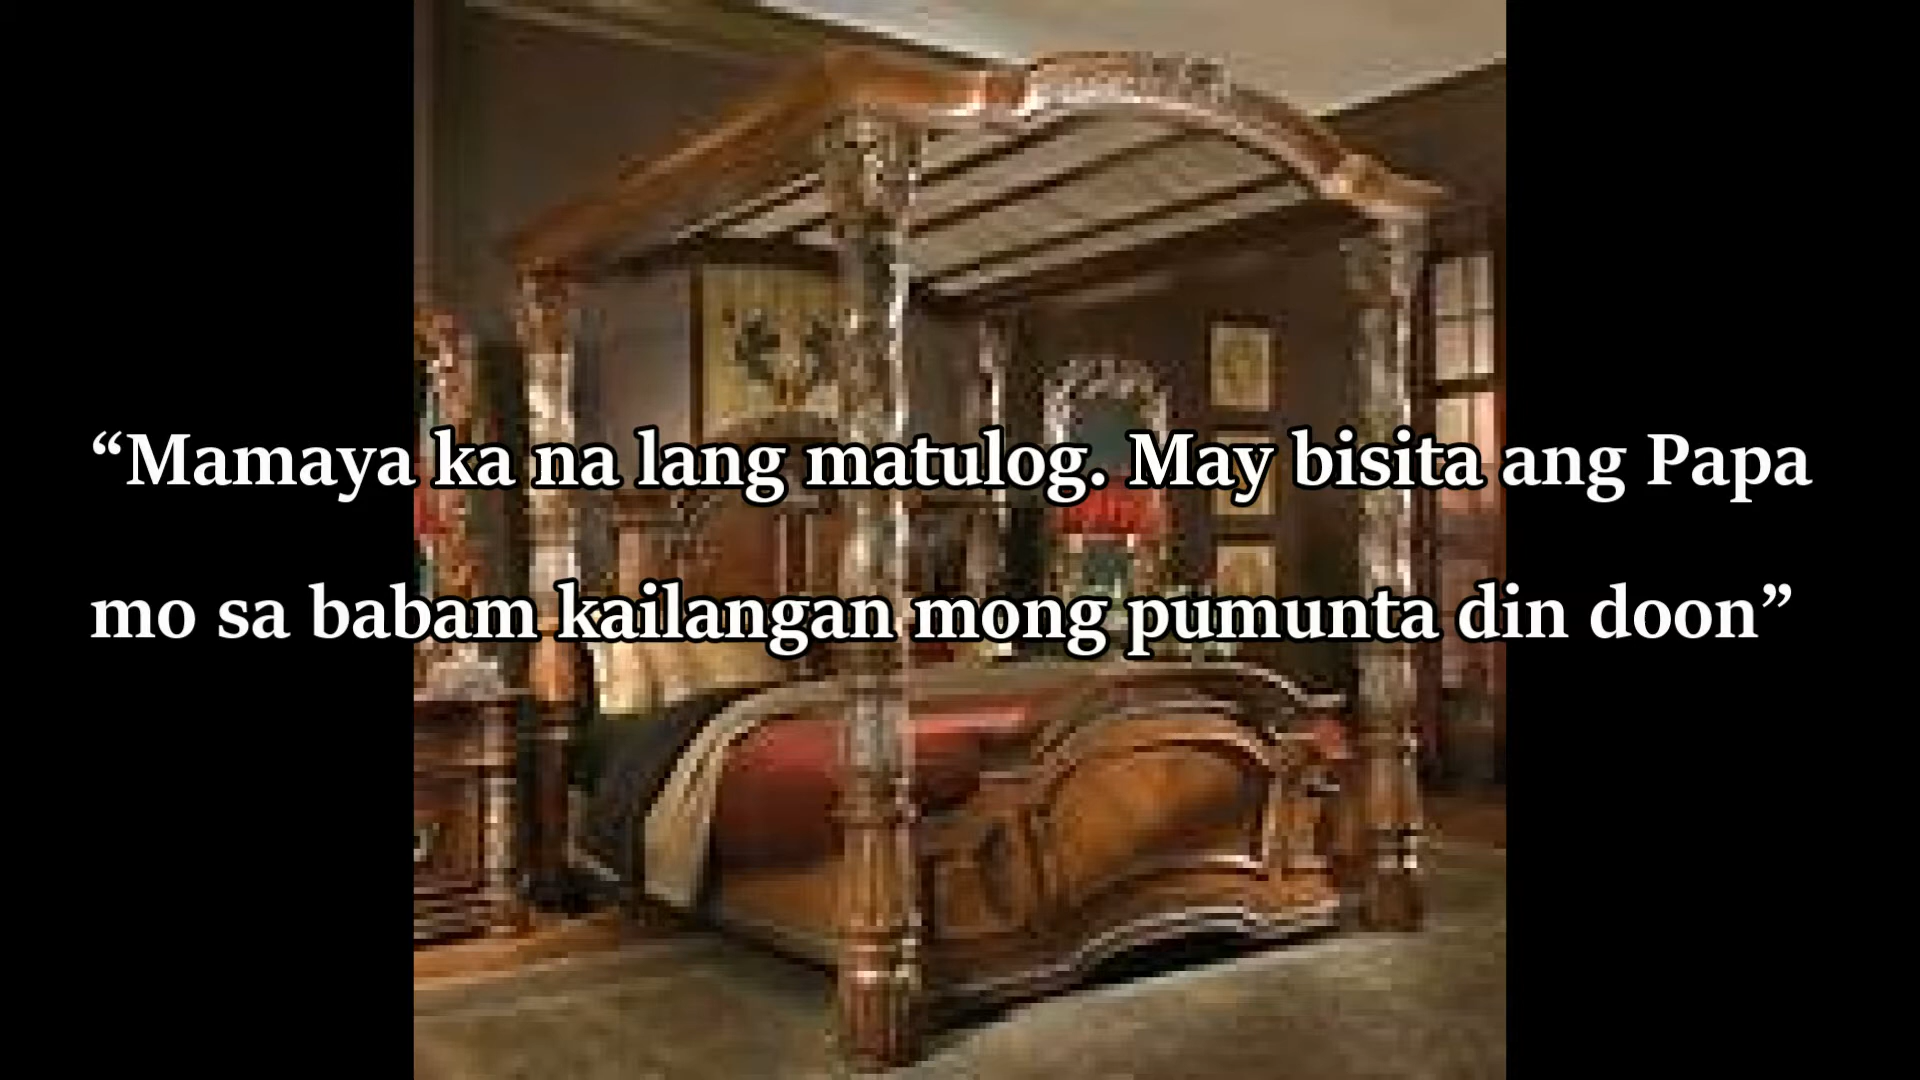 “Mamaya ka na lang matulog. May bisita ang Papa
mo sa babam kailangan mong pumunta din doon”